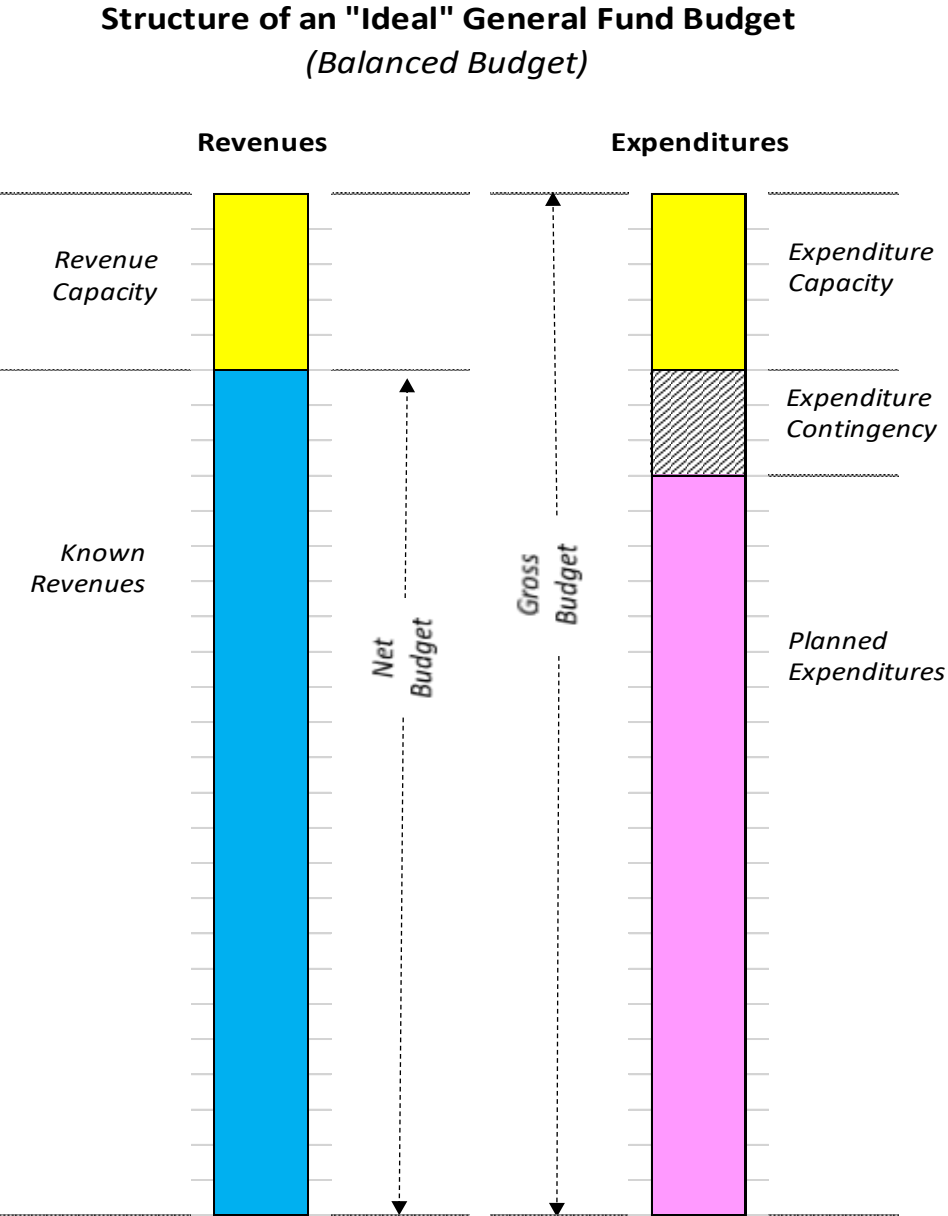 Structure of an "Ideal" General Fund Budget
(Balanced Budget)
Revenues
Expenditures
Revenue
Capacity
Expenditure
Capacity
Expenditure
Contingency
Known
Revenues
Net
Budget
Gross
Budget
Planned
Expenditures